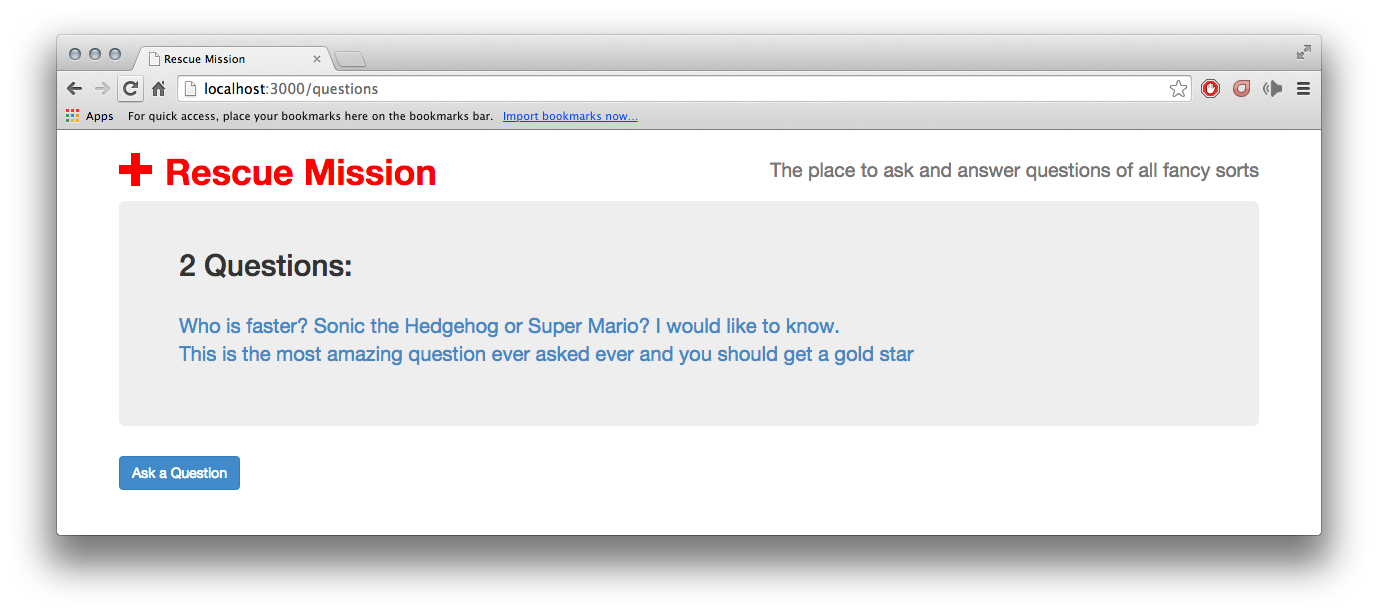 Rescue Mission
localhost:3000/questions
Apps For quick access, place your bookmarks here on the bookmarks bar. Import bookmarks now...
Rescue Mission
The place to ask and answer questions of all fancy sorts
2 Questions:
Who is faster? Sonic the Hedgehog or Super Mario? I would like to know.
This is the most amazing question ever asked ever and you should get a gold star
Ask a Question